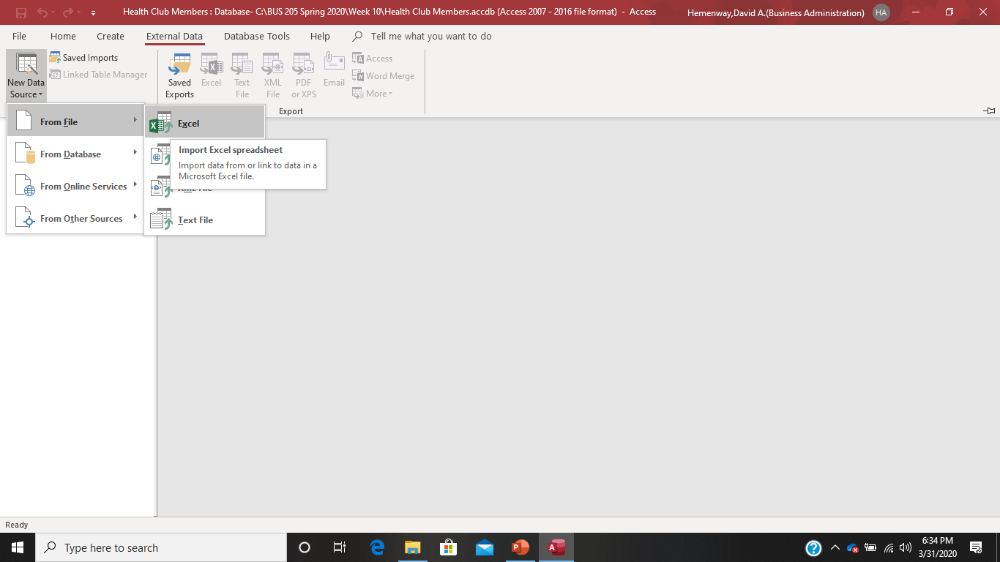 Health Club Members : Database- C:\BUS 205 Spring 2020\Week 10\Health Club Members.accdb (Access 2007 - 2016 file format)  -  Access
Hemenway,David A.(Business Administration)
HA
File
Home
Create
External Data
Database Tools
Help
Tell me what you want to do
New Data
Source
Saved Imports
Linked Table Manager
Saved
Exports
Excel
Text
File
XML
File
PDF
or XPS
Email
Access
Word Merge
More
Export
From File
From Database
From Online Services
From Other Sources
Excel
Import Excel spreadsheet
Import data from or link to data in a
Microsoft Excel file.
XML File
Text File
Ready
Type here to search
6:34 PM
3/31/2020